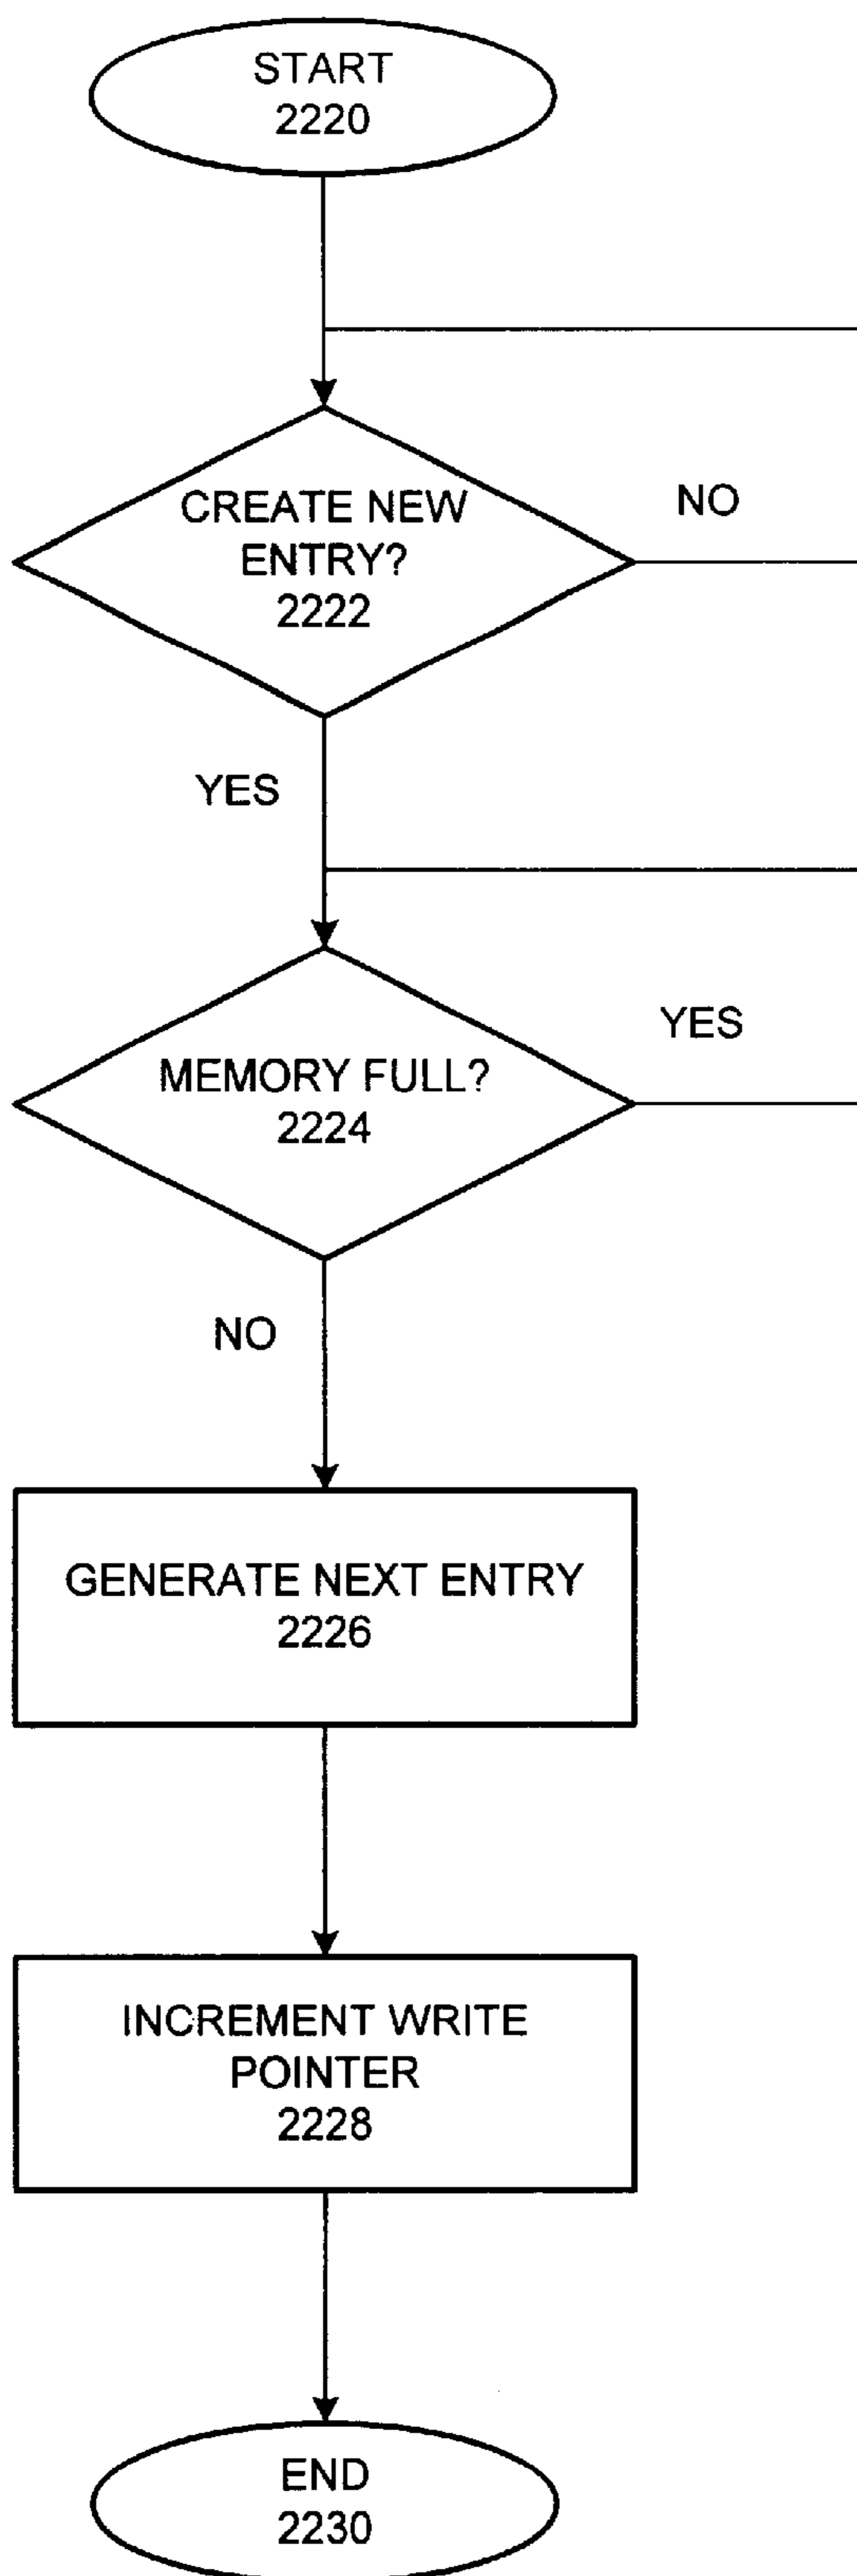 START
2220
CREATE NEW
ENTRY?
2222
NO
YES
MEMORY FULL?
2224
YES
NO
GENERATE NEXT ENTRY
2226
INCREMENT WRITE
POINTER
2228
END
2230